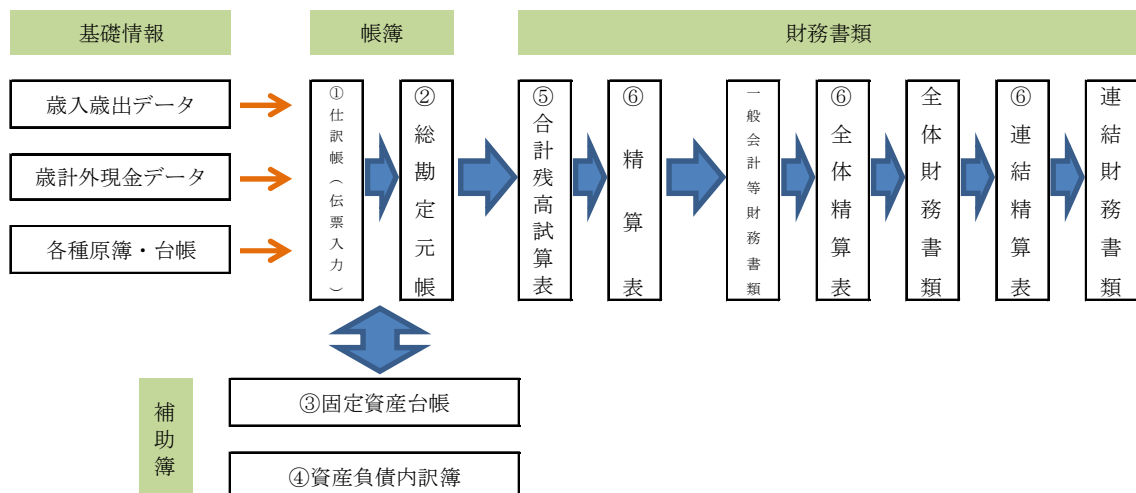 基礎情報
帳簿
財務書類
歳入歳出データ
歳計外現金データ
各種原簿・台帳
①仕訳帳（伝票入力）
②総勘定元帳
⑤合計残高試算表
⑥精算表
一般会計等財務書類
⑥全体精算表
全体財務書類
⑥連結精算表
連結財務書類
補助簿
③固定資産台帳
④資産負債内訳簿